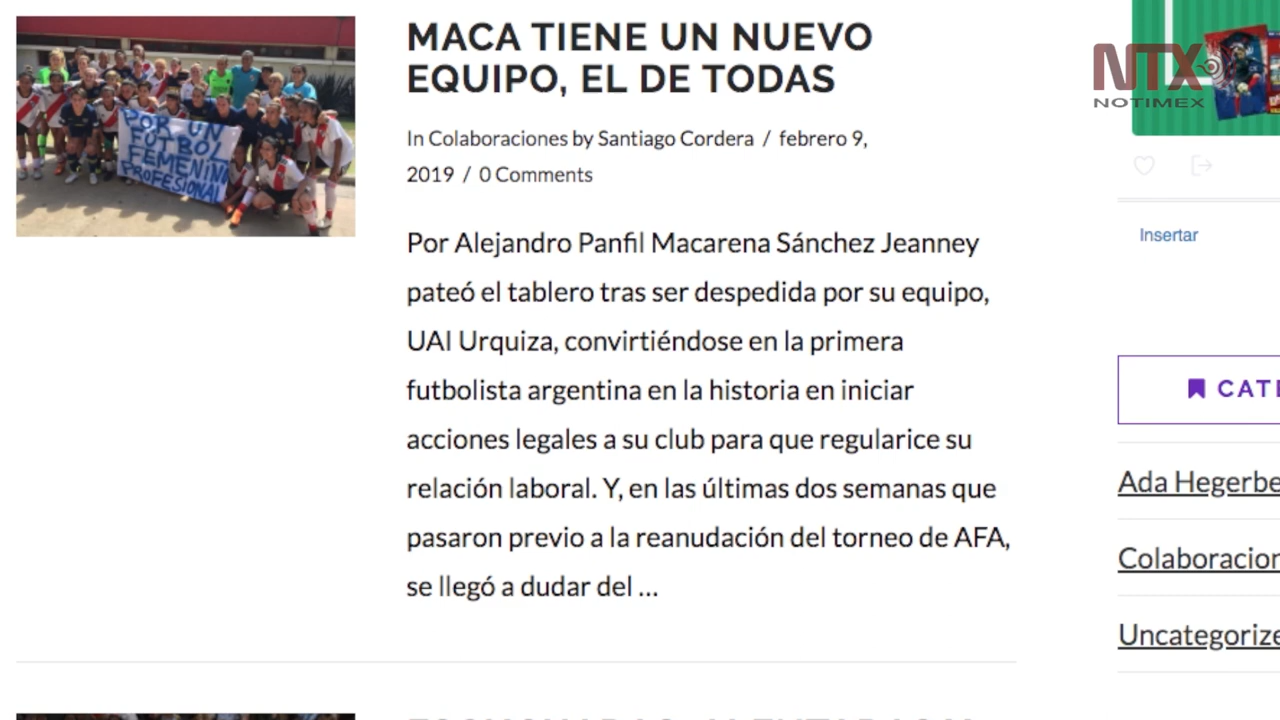 MACA TIENE UN NUEVO
EQUIPO, EL DE TODAS
In Colaboraciones by Santiago Cordera / febrero 9,
2019 / 0 Comments
Por Alejandro Panfil Macarena Sánchez Jeanney
pateó el tablero tras ser despedida por su equipo,
UAI Urquiza, convirtiéndose en la primera
futbolista argentina en la historia en iniciar
acciones legales a su club para que regularice su
relación laboral. Y, en las últimas dos semanas que
pasaron previo a la reanudación del torneo de AFA,
se llegó a dudar del ...
POR UN
FUTBOL
FEMENINO
PROFESIONAL
NTX
NOTIMEX
Insertar
CATE
Ada Hegerbe
Colaboracion
Uncategorize